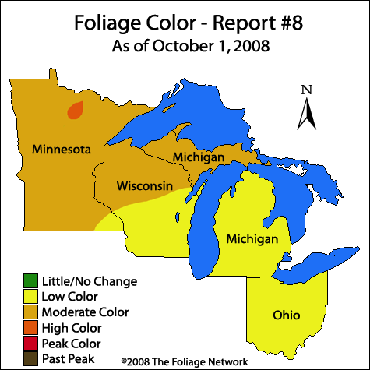 Foliage Color - Report #8
As of October 1, 2008
N
Minnesota
Michigan
Wisconsin
Michigan
Ohio
Little/No Change
Low Color
Moderate Color
High Color
Peak Color
Past Peak
©2008 The Foliage Network